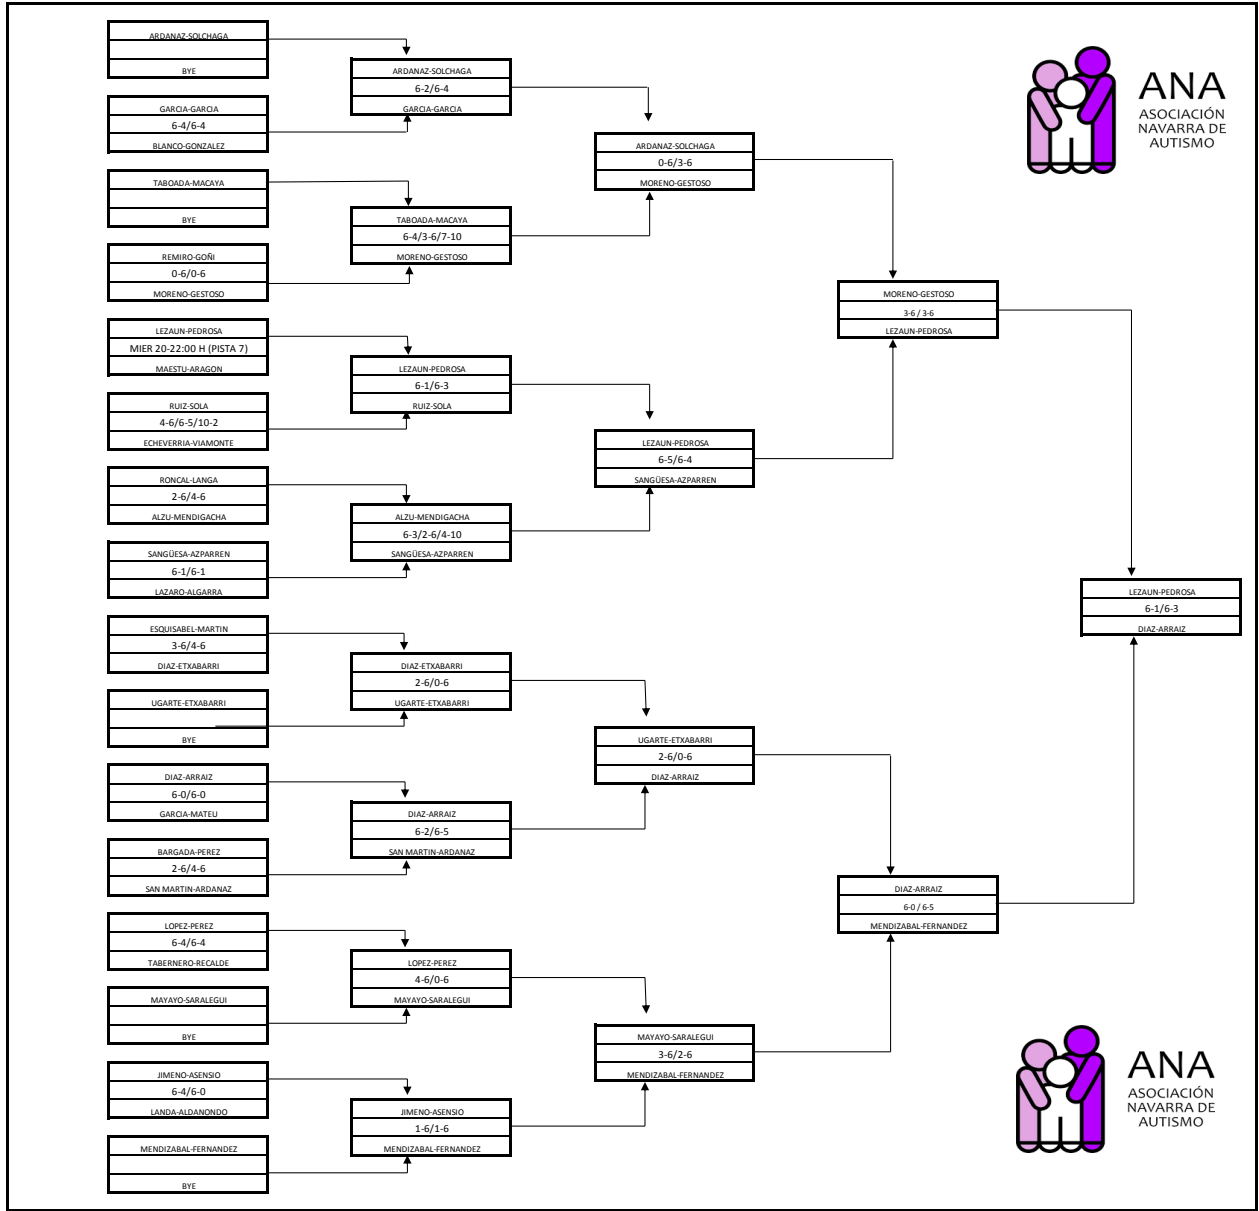 ARDANAZ-SOLCHAGA
BYE
GARCIA-GARCIA
6-4/6-4
BLANCO-GONZALEZ
TABOADA-MACAYA
BYE
REMIRO-GOÑI
0-6/0-6
MORENO-GESTOSO
LEZAUN-PEDROSA
MIER 20-22:00 H (PISTA 7)
MAESTU-ARAGON
RUIZ-SOLA
4-6/6-5/10-2
ECHEVERRIA-VIAMONTE
RONCAL-LANGA
2-6/4-6
ALZU-MENDIGACHA
SANGÜESA-AZPARREN
6-1/6-1
LAZARO-ALGARRA
ESQUISABEL-MARTIN
3-6/4-6
DIAZ-ETXABARRI
UGARTE-ETXABARRI
BYE
DIAZ-ARRAIZ
6-0/6-0
GARCIA-MATEU
BARGADA-PEREZ
2-6/4-6
SAN MARTIN-ARDANAZ
LOPEZ-PEREZ
6-4/6-4
TABERNERO-RECALDE
MAYAYO-SARALEGUI
BYE
JIMENO-ASENSIO
6-4/6-0
LANDA-ALDANONDO
MENDIZABAL-FERNANDEZ
BYE
ARDANAZ-SOLCHAGA
6-2/6-4
GARCIA-GARCIA
TABOADA-MACAYA
6-4/3-6/7-10
MORENO-GESTOSO
LEZAUN-PEDROSA
6-1/6-3
RUIZ-SOLA
ALZU-MENDIGACHA
6-3/2-6/4-10
SANGÜESA-AZPARREN
DIAZ-ETXABARRI
2-6/0-6
UGARTE-ETXABARRI
DIAZ-ARRAIZ
6-2/6-5
SAN MARTIN-ARDANAZ
LOPEZ-PEREZ
4-6/0-6
MAYAYO-SARALEGUI
JIMENO-ASENSIO
1-6/1-6
MENDIZABAL-FERNANDEZ
ARDANAZ-SOLCHAGA
0-6/3-6
MORENO-GESTOSO
LEZAUN-PEDROSA
6-5/6-4
SANGÜESA-AZPARREN
UGARTE-ETXABARRI
2-6/0-6
DIAZ-ARRAIZ
MAYAYO-SARALEGUI
3-6/2-6
MENDIZABAL-FERNANDEZ
MORENO-GESTOSO
3-6 / 3-6
LEZAUN-PEDROSA
DIAZ-ARRAIZ
6-0 / 6-5
MENDIZABAL-FERNANDEZ
LEZAUN-PEDROSA
6-1/6-3
DIAZ-ARRAIZ
ANA
ASOCIACIÓN
NAVARRA DE
AUTISMO
ANA
ASOCIACIÓN
NAVARRA DE
AUTISMO